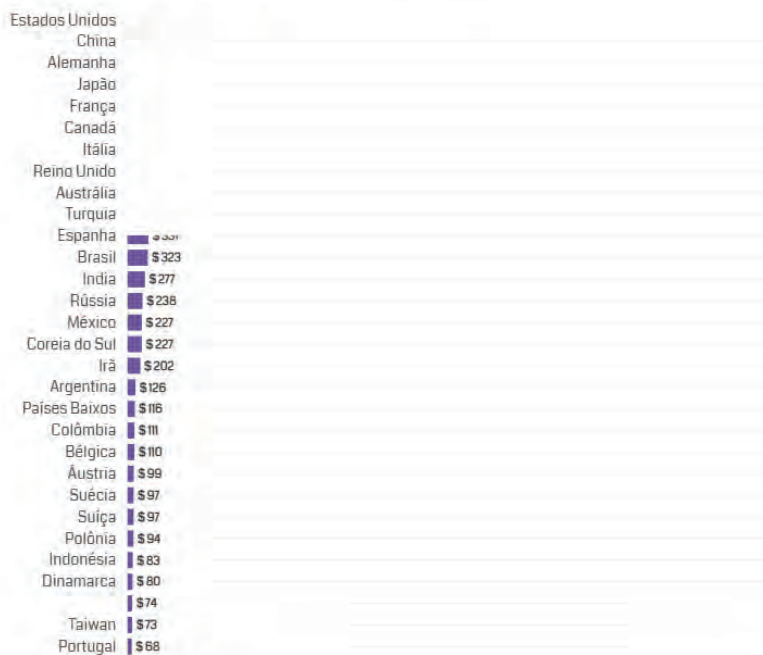 Estados Unidos
China
Alemanha
Japão
França
Canadá
Itália
Reino Unido
Austrália
Turquia
Espanha
Brasil $323
India $277
Rússia $238
México $227
Coreia do Sul $227
Irã $202
Argentina $126
Países Baixos $116
Colômbia $111
Bélgica $110
Áustria $99
Suécia $97
Suíça $97
Polônia $94
Indonésia $83
Dinamarca $80
$74
Taiwan $73
Portugal $68